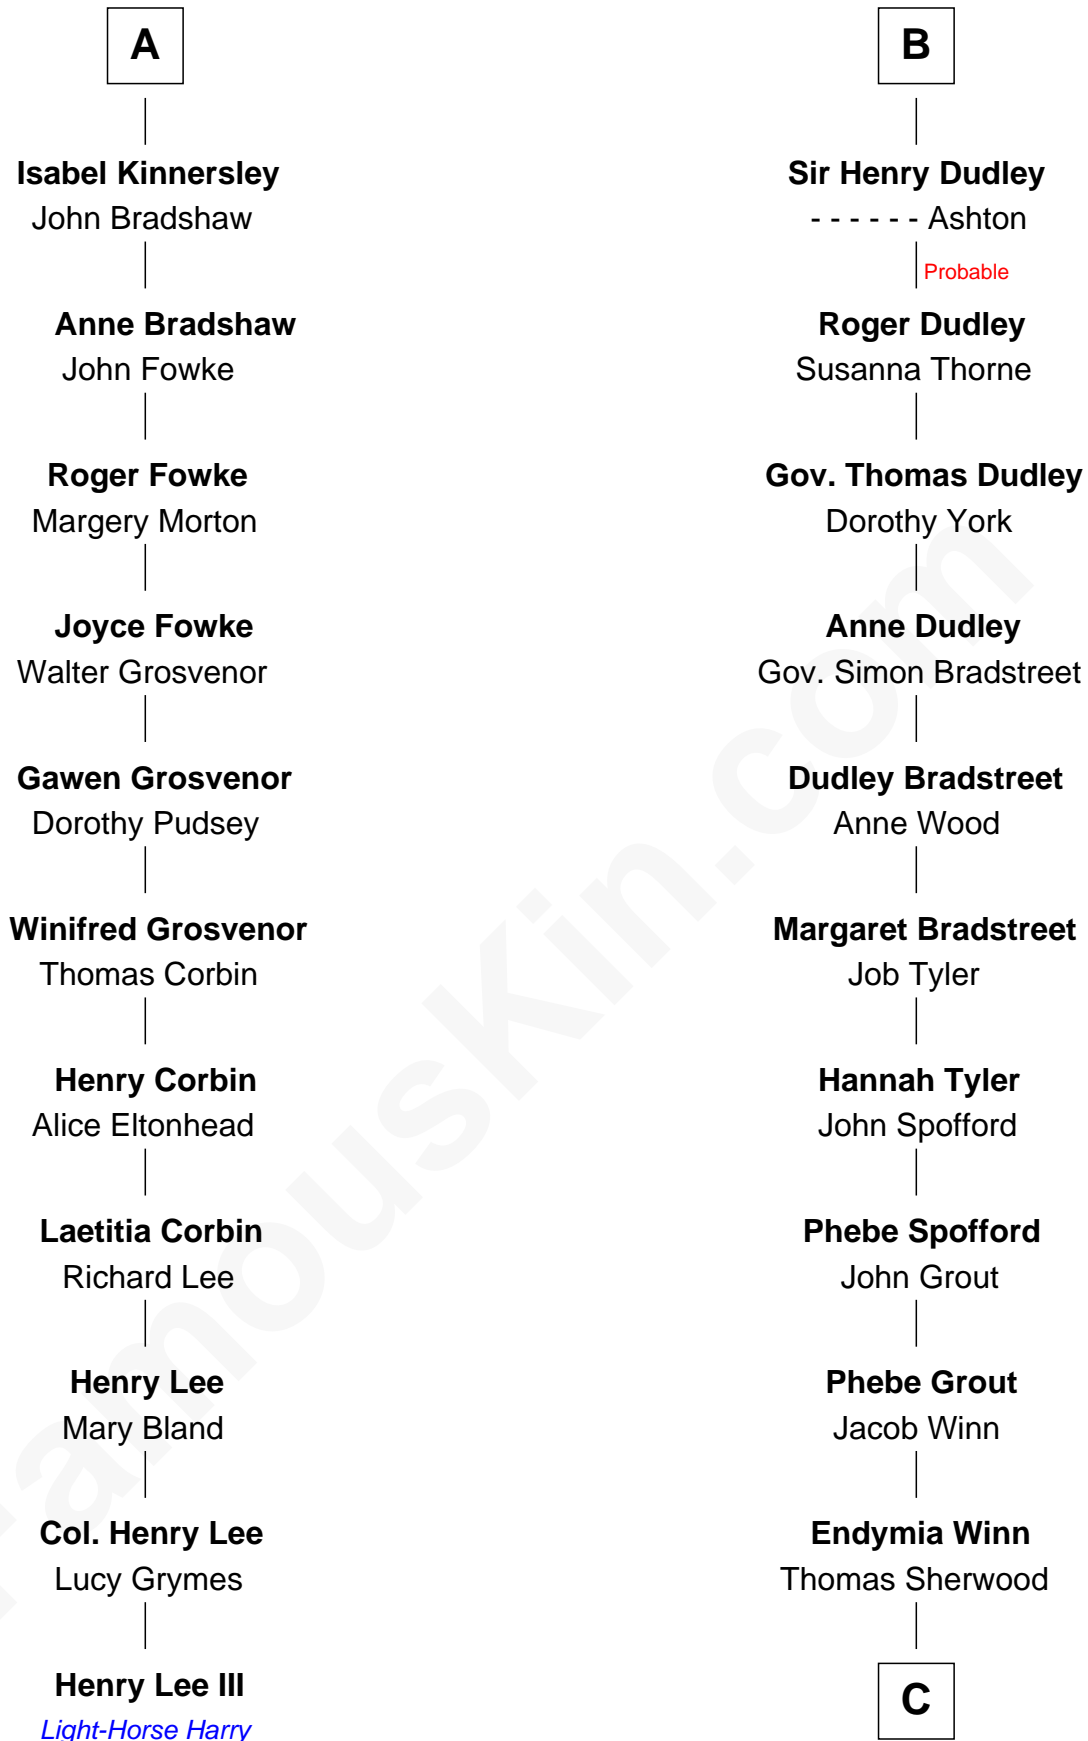 A
Isabel Kinnersley
John Bradshaw
Anne Bradshaw
John Fowke
Roger Fowke
Margery Morton
Joyce Fowke
Walter Grosvenor
Gawen Grosvenor
Dorothy Pudsey
Winifred Grosvenor
Thomas Corbin
Henry Corbin
Alice Eltonhead
Laetitia Corbin
Richard Lee
Henry Lee
Mary Bland
Col. Henry Lee
Lucy Grymes
Henry Lee III
Light-Horse Harry
B
Sir Henry Dudley
- - - - - - Ashton
Probable
Roger Dudley
Susanna Thorne
Gov. Thomas Dudley
Dorothy York
Anne Dudley
Gov. Simon Bradstreet
Dudley Bradstreet
Anne Wood
Margaret Bradstreet
Job Tyler
Hannah Tyler
John Spofford
Phebe Spofford
John Grout
Phebe Grout
Jacob Winn
Endymia Winn
Thomas Sherwood
C
FamousKin.com